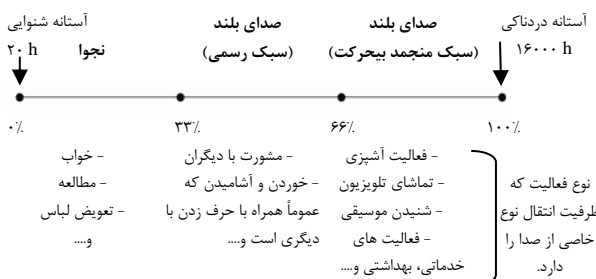 آستانه دردناکی
۱۶۰۰۰ h
صدای بلند
(سبک منجمد بیحرکت)
صدای بلند
(سبک رسمی)
نجوا
آستانه شنوایی
۲۰ h
۰٪
۳۳٪
۶۶٪
۱۰۰٪
نوع فعالیت که
ظرفیت انتقال نوع
خاصی از صدا را
دارد.
- فعالیت آشپزی
- تماشای تلویزیون
- شنیدن موسیقی
- فعالیت های
خدماتی، بهداشتی و....
- مشورت با دیگران
- خوردن و آشامیدن که
عموماً همراه با حرف زدن با
دیگری است و....
- خواب
- مطالعه
- تعویض لباس
و....